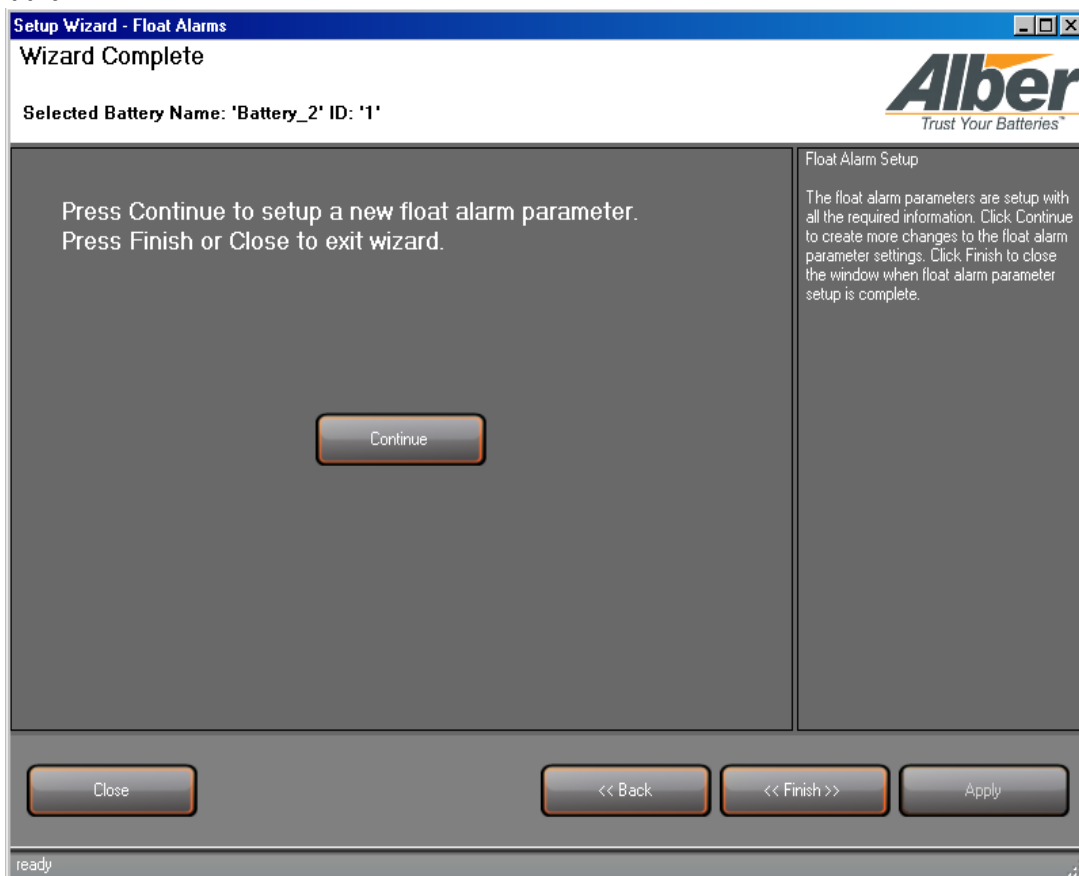 Setup Wizard - Float Alarms
Wizard Complete
Selected Battery Name: 'Battery_2' ID: '1'
Alber
Trust Your Batteries™
Press Continue to setup a new float alarm parameter.
Press Finish or Close to exit wizard.
Continue
Float Alarm Setup
The float alarm parameters are setup with
all the required information. Click Continue
to create more changes to the float alarm
parameter settings. Click Finish to close
the window when float alarm parameter
setup is complete.
Close
<< Back
<< Finish >>
Apply
ready